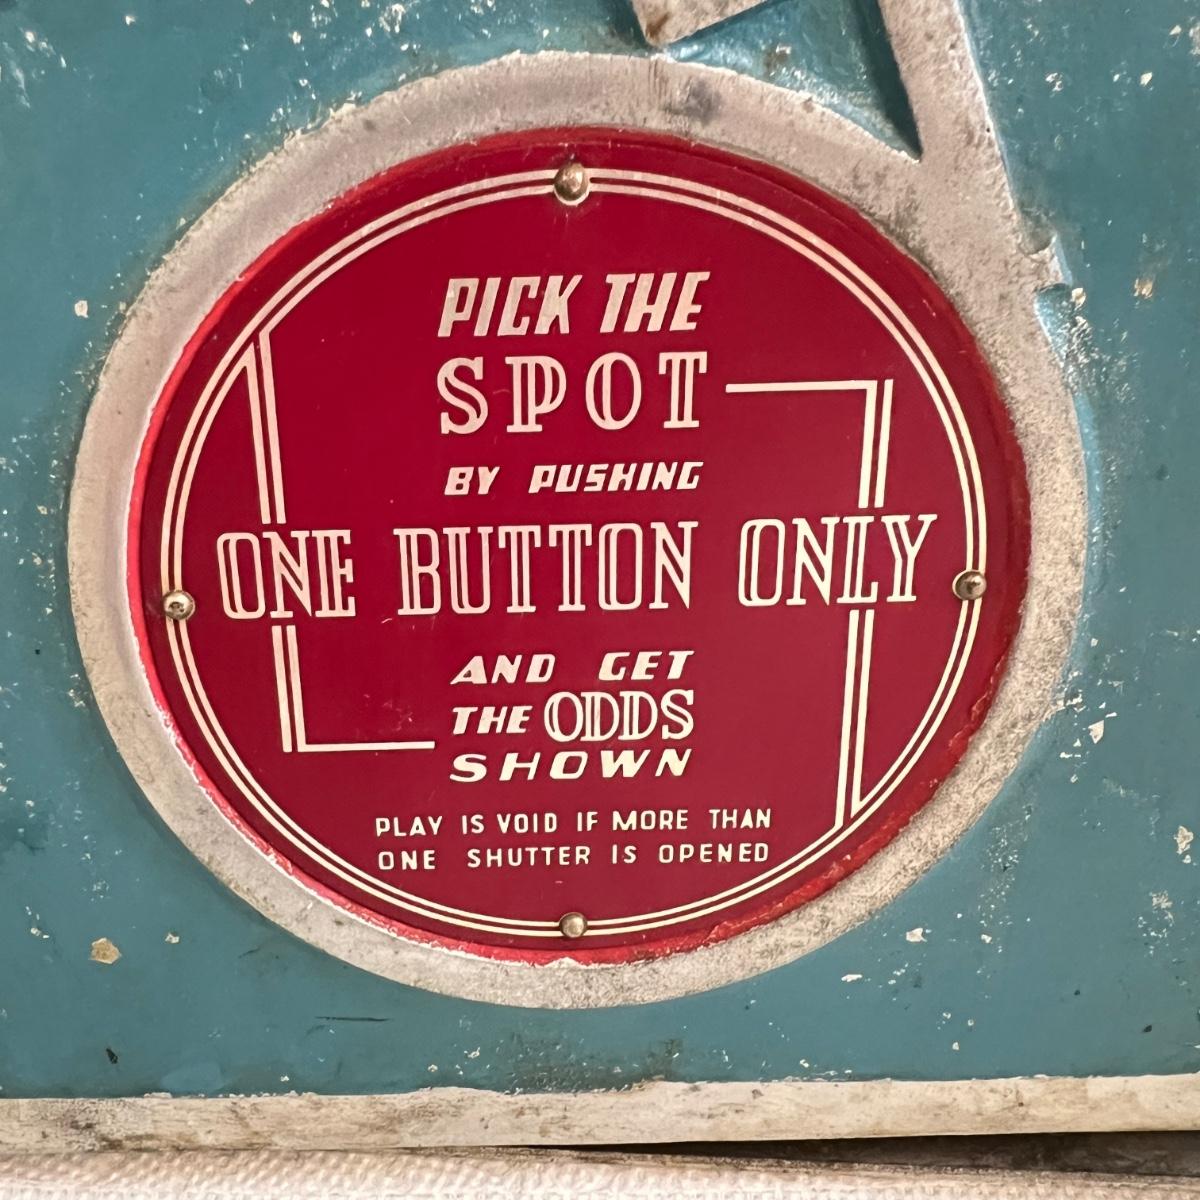 PICK THE
SPOT
BY PUSHING
ONE BUTTON ONLY
AND GET
THE ODDS
SHOWN
PLAY IS VOID IF MORE THAN
ONE SHUTTER IS OPENED